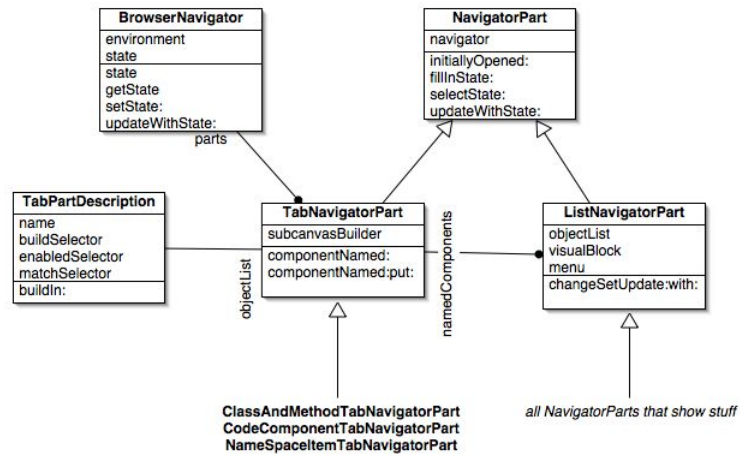 BrowserNavigator
environment
state
state
getState
setState:
updateWithState:
parts
NavigatorPart
navigator
initiallyOpened:
fillInState:
selectState:
updateWithState:
TabPartDescription
name
buildSelector
enabledSelector
matchSelector
buildIn:
objectList
TabNavigatorPart
subcanvasBuilder
componentNamed:
componentNamed:put:
namedComponents
ListNavigatorPart
objectList
visualBlock
menu
changeSetUpdate:with:
ClassAndMethodTabNavigatorPart
CodeComponentTabNavigatorPart
NameSpaceItemTabNavigatorPart
all NavigatorParts that show stuff